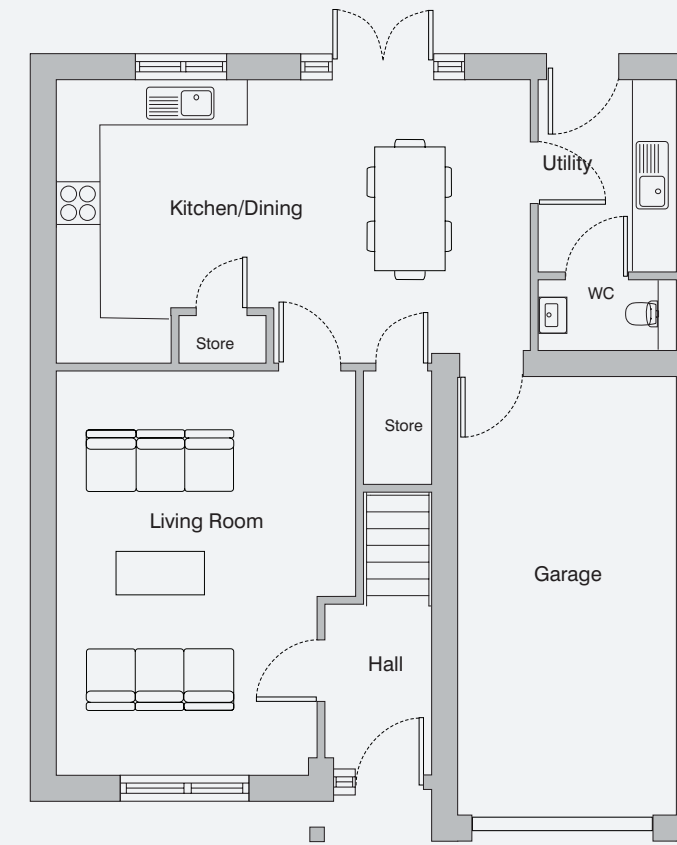 Utility
Kitchen/Dining
WC
Store
Store
Living Room
Garage
Hall